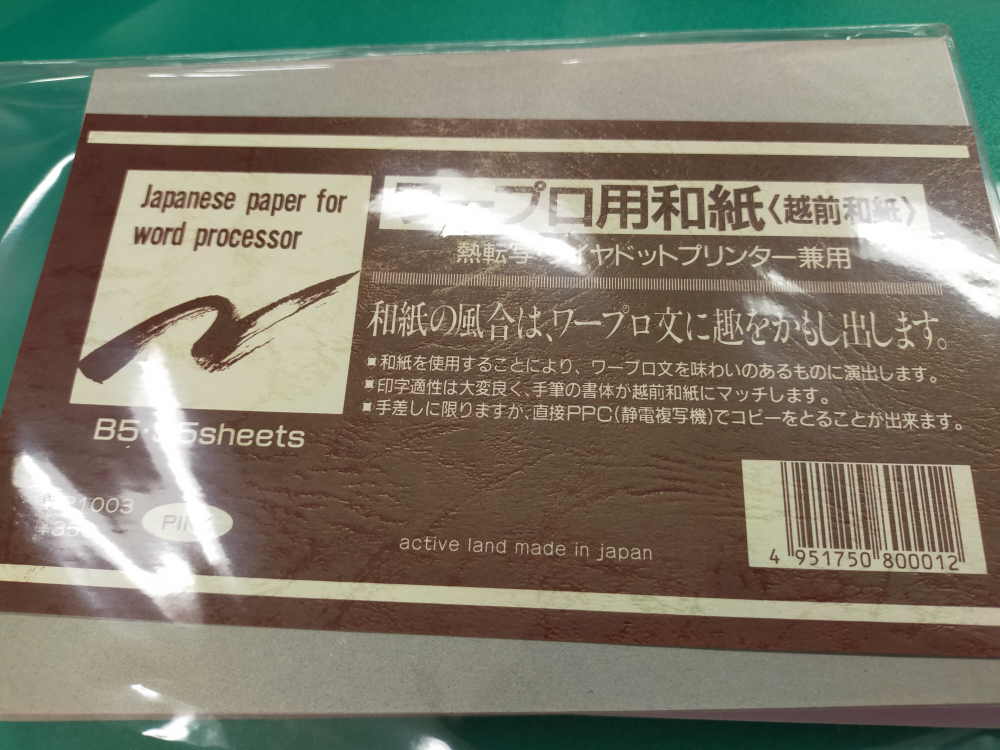 Japanese paper for
word processor
ワープロ用和紙〈越前和紙〉
熱転写 ワイヤドットプリンター兼用
和紙の風合は、ワープロ文に趣をかもし出します。
■和紙を使用することにより、ワープロ文を味わいのあるものに演出します。
■印字適性は大変良く、手筆の書体が越前和紙にマッチします。
■手差しに限りますが、直接PPC(静電複写機)でコピーをとることが出来ます。
sheets
PINK
active land made in japan
4 951750 800012